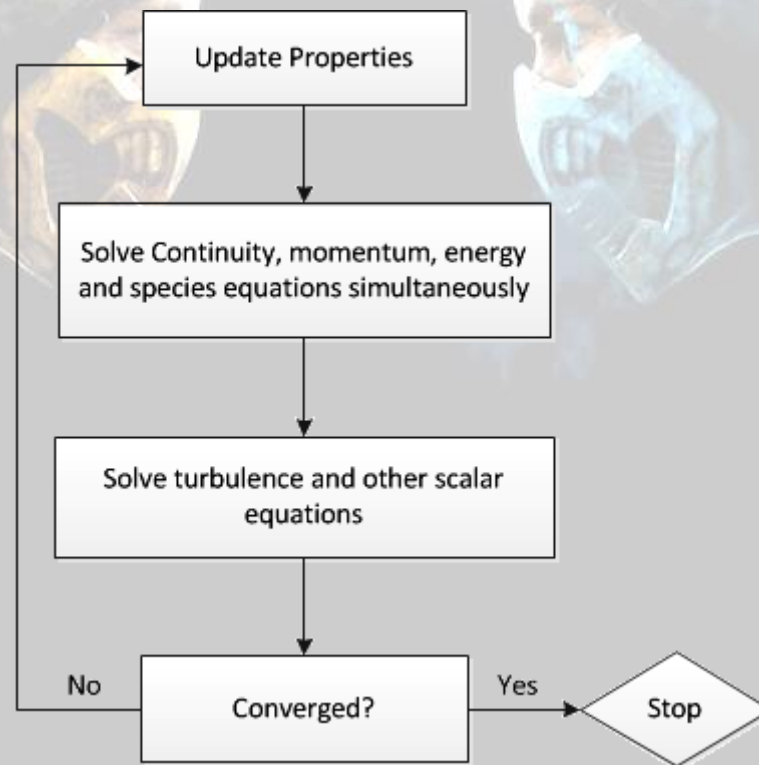 Update Properties
Solve Continuity, momentum, energy
and species equations simultaneously
Solve turbulence and other scalar
equations
No
Converged?
Yes
Stop